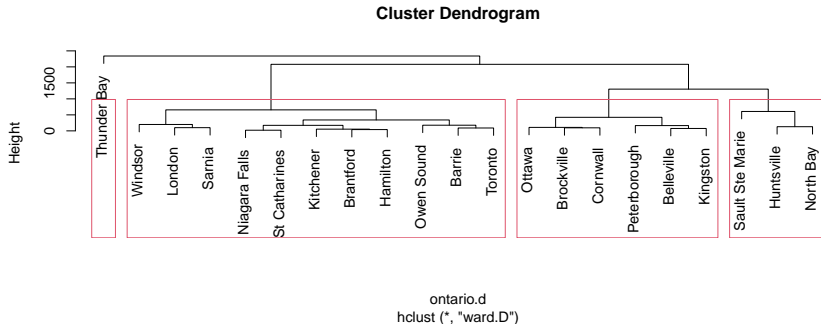 Cluster Dendrogram
Height
0
1500
Thunder Bay
Windsor
London
Sarnia
Niagara Falls
St Catharines
Kitchener
Brantford
Hamilton
Owen Sound
Barrie
Toronto
Ottawa
Brockville
Cornwall
Peterborough
Belleville
Kingston
Sault Ste Marie
Huntsville
North Bay
ontario.d
hclust (*, "ward.D")